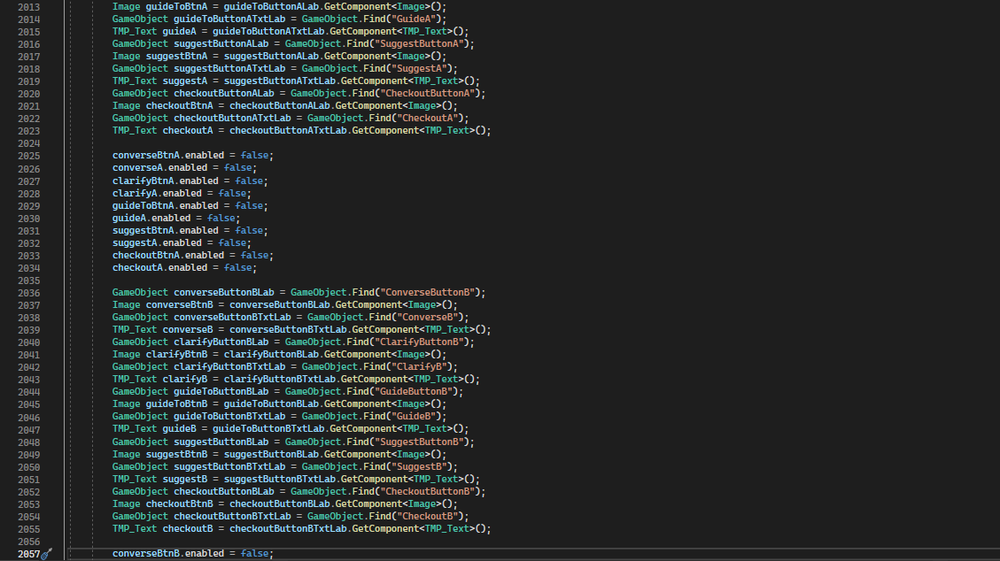 2013 Image guideToBtnA = guideToButtonALab.GetComponent<Image>();
2014 GameObject guideToButtonATxtLab = GameObject.Find("GuideA");
2015 TMP_Text guideA = guideToButtonATxtLab.GetComponent<TMP_Text>();
2016 GameObject suggestButtonALab = GameObject.Find("SuggestButtonA");
2017 Image suggestBtnA = suggestButtonALab.GetComponent<Image>();
2018 GameObject suggestButtonATxtLab = GameObject.Find("SuggestA");
2019 TMP_Text suggestA = suggestButtonATxtLab.GetComponent<TMP_Text>();
2020 GameObject checkoutButtonALab = GameObject.Find("CheckoutButtonA");
2021 Image checkoutBtnA = checkoutButtonALab.GetComponent<Image>();
2022 GameObject checkoutButtonATxtLab = GameObject.Find("CheckoutA");
2023 TMP_Text checkoutA = checkoutButtonATxtLab.GetComponent<TMP_Text>();
2024
2025 converseBtnA.enabled = false;
2026 converseA.enabled = false;
2027 clarifyBtnA.enabled = false;
2028 clarifyA.enabled = false;
2029 guideToBtnA.enabled = false;
2030 guideA.enabled = false;
2031 suggestBtnA.enabled = false;
2032 suggestA.enabled = false;
2033 checkoutBtnA.enabled = false;
2034 checkoutA.enabled = false;
2035
2036 GameObject converseButtonBLab = GameObject.Find("ConverseButtonB");
2037 Image converseBtnB = converseButtonBLab.GetComponent<Image>();
2038 GameObject converseButtonBTxtLab = GameObject.Find("ConverseB");
2039 TMP_Text converseB = converseButtonBTxtLab.GetComponent<TMP_Text>();
2040 GameObject clarifyButtonBLab = GameObject.Find("ClarifyButtonB");
2041 Image clarifyBtnB = clarifyButtonBLab.GetComponent<Image>();
2042 GameObject clarifyButtonBTxtLab = GameObject.Find("ClarifyB");
2043 TMP_Text clarifyB = clarifyButtonBTxtLab.GetComponent<TMP_Text>();
2044 GameObject guideToButtonBLab = GameObject.Find("GuideButtonB");
2045 Image guideToBtnB = guideToButtonBLab.GetComponent<Image>();
2046 GameObject guideToButtonBTxtLab = GameObject.Find("GuideB");
2047 TMP_Text guideB = guideToButtonBTxtLab.GetComponent<TMP_Text>();
2048 GameObject suggestButtonBLab = GameObject.Find("SuggestButtonB");
2049 Image suggestBtnB = suggestButtonBLab.GetComponent<Image>();
2050 GameObject suggestButtonBTxtLab = GameObject.Find("SuggestB");
2051 TMP_Text suggestB = suggestButtonBTxtLab.GetComponent<TMP_Text>();
2052 GameObject checkoutButtonBLab = GameObject.Find("CheckoutButtonB");
2053 Image checkoutBtnB = checkoutButtonBLab.GetComponent<Image>();
2054 GameObject checkoutButtonBTxtLab = GameObject.Find("CheckoutB");
2055 TMP_Text checkoutB = checkoutButtonBTxtLab.GetComponent<TMP_Text>();
2056
2057 converseBtnB.enabled = false;